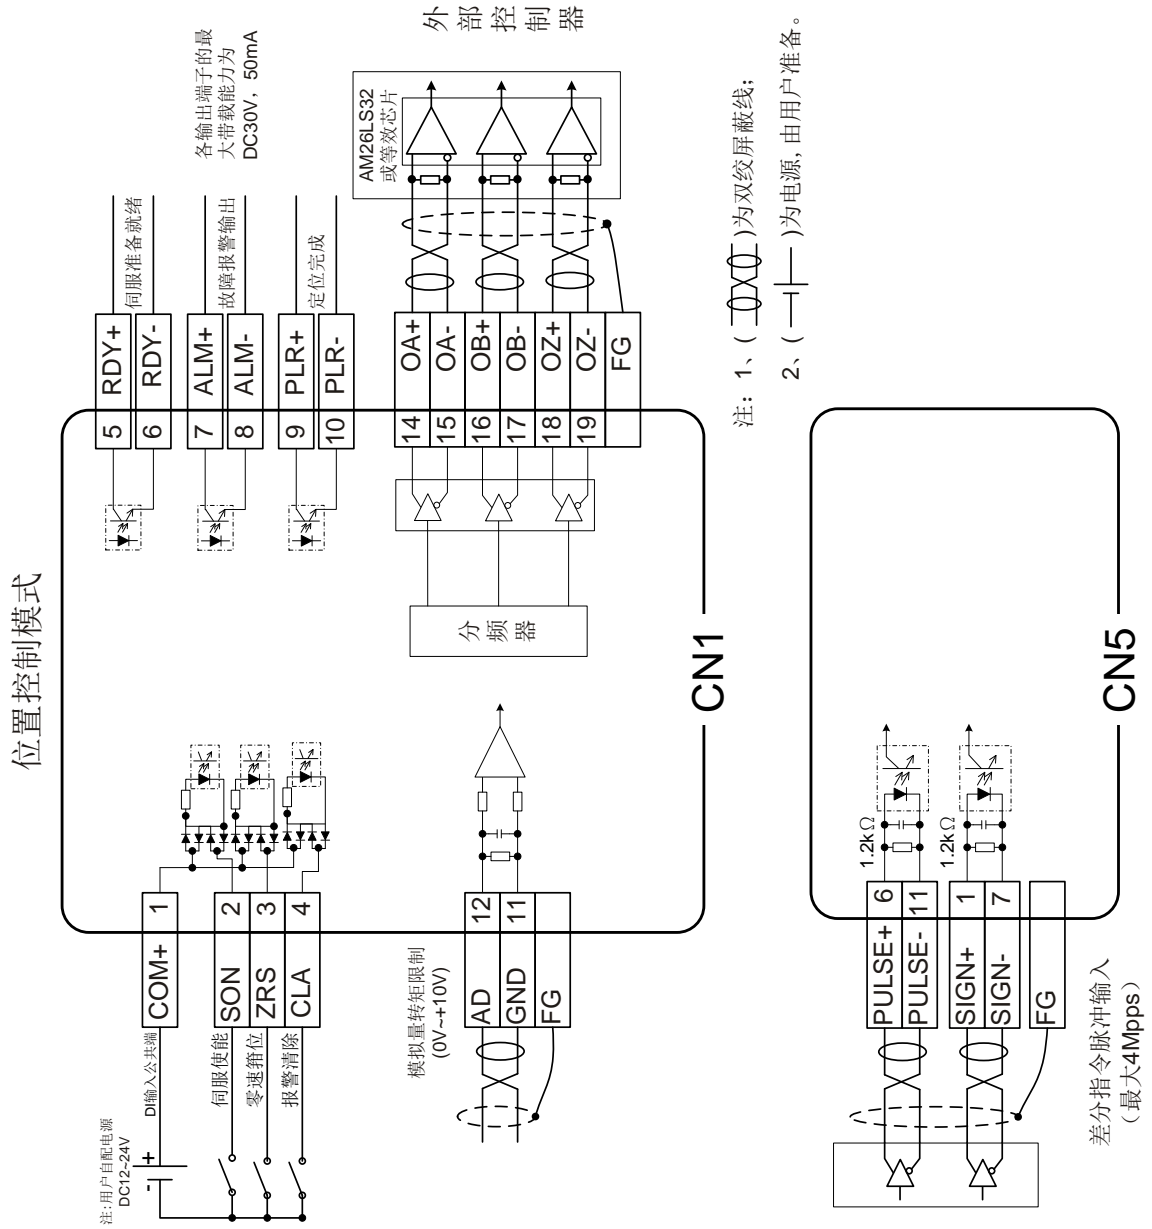 位置控制模式
注:用户自配电源
DC12~24V
+
-
DI输入公共端
COM+
1
伺服使能
SON
2
零速箝位
ZRS
3
报警清除
CLA
4
模拟量转矩限制
(0V~+10V)
AD
12
GND
11
FG
5
RDY+
6
RDY-
伺服准备就绪
7
ALM+
8
ALM-
故障报警输出
9
PLR+
10
PLR-
定位完成
各输出端子的最
大带载能力为
DC30V，50mA
分频器
14
OA+
15
OA-
16
OB+
17
OB-
18
OZ+
19
OZ-
FG
AM26LS32
或等效芯片
外部控制器
CN1
注：1、( )为双绞屏蔽线；
2、( )为电源,由用户准备。
PULSE+
6
1.2kΩ
PULSE-
11
SIGN+
1
1.2kΩ
SIGN-
7
FG
差分指令脉冲输入
（最大4Mpps）
CN5